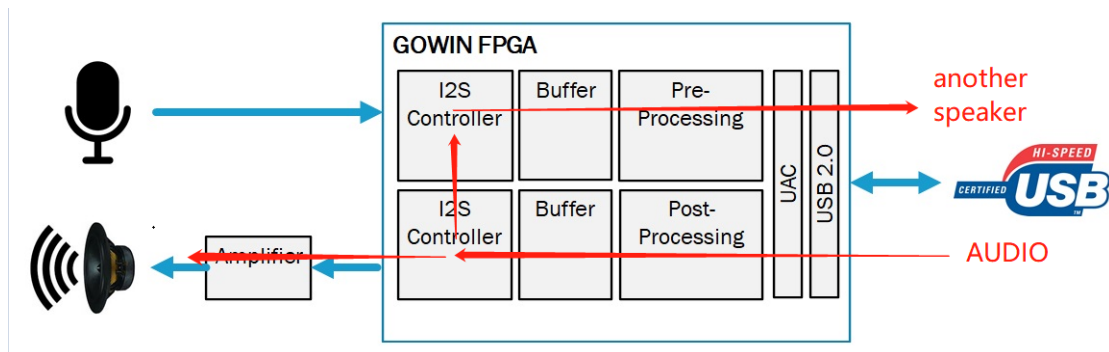 GOWIN FPGA
I2S
Controller
Buffer
Pre-
Processing
another
speaker
UAC
USB 2.0
HI-SPEED
CERTIFIED
USB
TM
I2S
Controller
Buffer
Post-
Processing
Amplifier
AUDIO